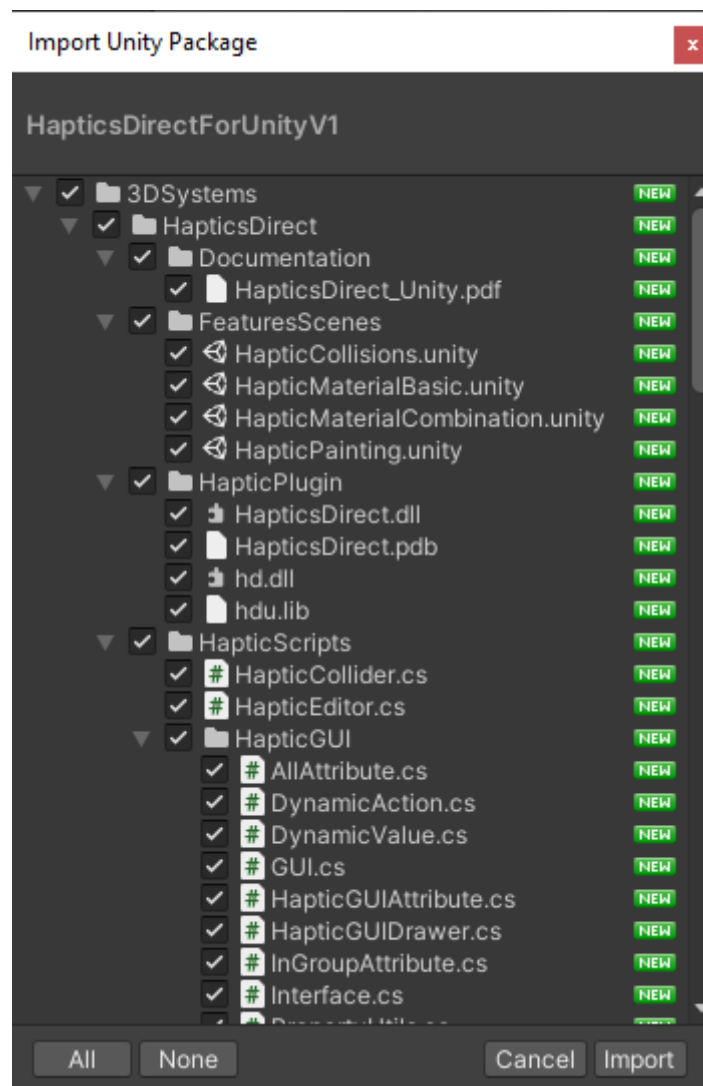 Import Unity Package
x
HapticsDirectForUnityV1
3DSystems NEW
HapticsDirect NEW
Documentation NEW
HapticsDirect_Unity.pdf NEW
FeaturesScenes NEW
HapticCollisions.unity NEW
HapticMaterialBasic.unity NEW
HapticMaterialCombination.unity NEW
HapticPainting.unity NEW
HapticPlugin NEW
HapticsDirect.dll NEW
HapticsDirect.pdb NEW
hd.dll NEW
hdu.lib NEW
HapticScripts NEW
# HapticCollider.cs NEW
# HapticEditor.cs NEW
HapticGUI NEW
# AllAttribute.cs NEW
# DynamicAction.cs NEW
# DynamicValue.cs NEW
# GUI.cs NEW
# HapticGUIAttribute.cs NEW
# HapticGUIDrawer.cs NEW
# InGroupAttribute.cs NEW
# Interface.cs NEW
All None Cancel Import